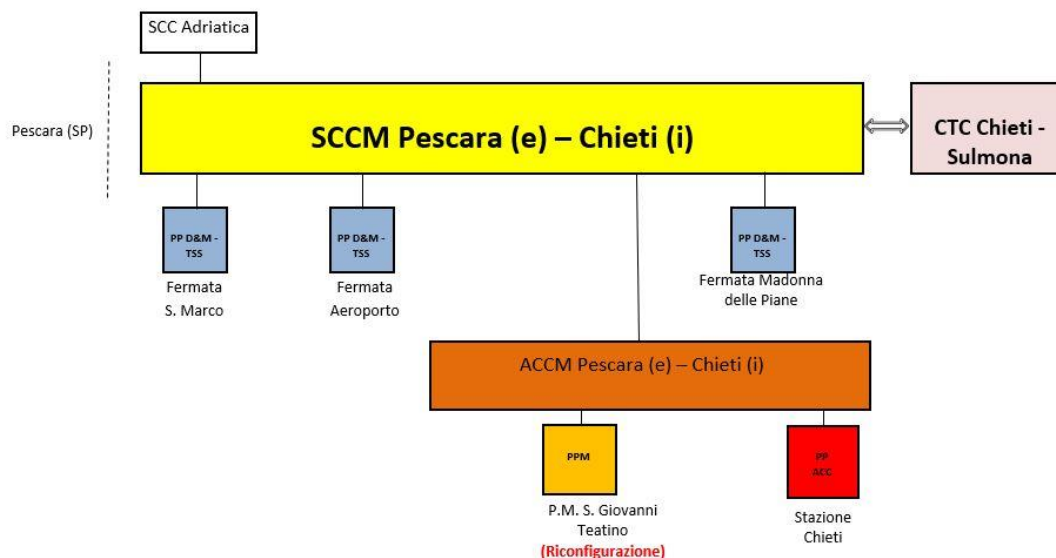 SCC Adriatica
Pescara (SP)
SCCM Pescara (e) – Chieti (i)
CTC Chieti -
Sulmona
PP D&M -
TSS
Fermata
S. Marco
PP D&M -
TSS
Fermata
Aeroporto
PP D&M -
TSS
Fermata Madonna
delle Piane
ACCM Pescara (e) – Chieti (i)
PPM
P.M. S. Giovanni
Teatino
(Riconfigurazione)
PP
ACC
Stazione
Chieti